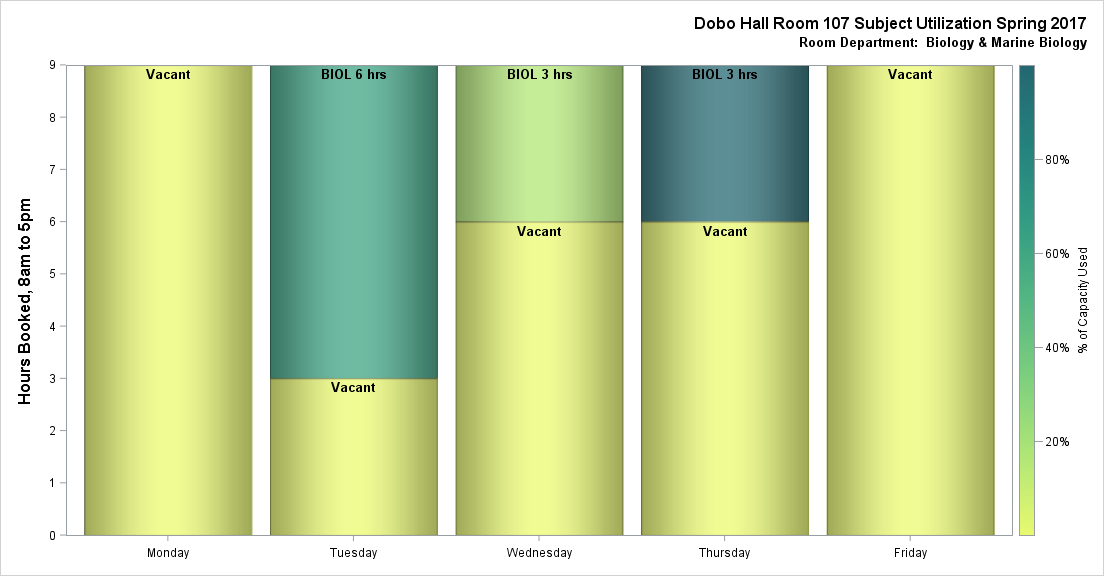 Dobo Hall Room 107 Subject Utilization Spring 2017
Room Department: Biology & Marine Biology
Hours Booked, 8am to 5pm
9
8
7
6
5
4
3
2
1
0
Vacant
BIOL 6 hrs
BIOL 3 hrs
BIOL 3 hrs
Vacant
Vacant
Vacant
Vacant
Monday
Tuesday
Wednesday
Thursday
Friday
80%
60%
40%
20%
% of Capacity Used